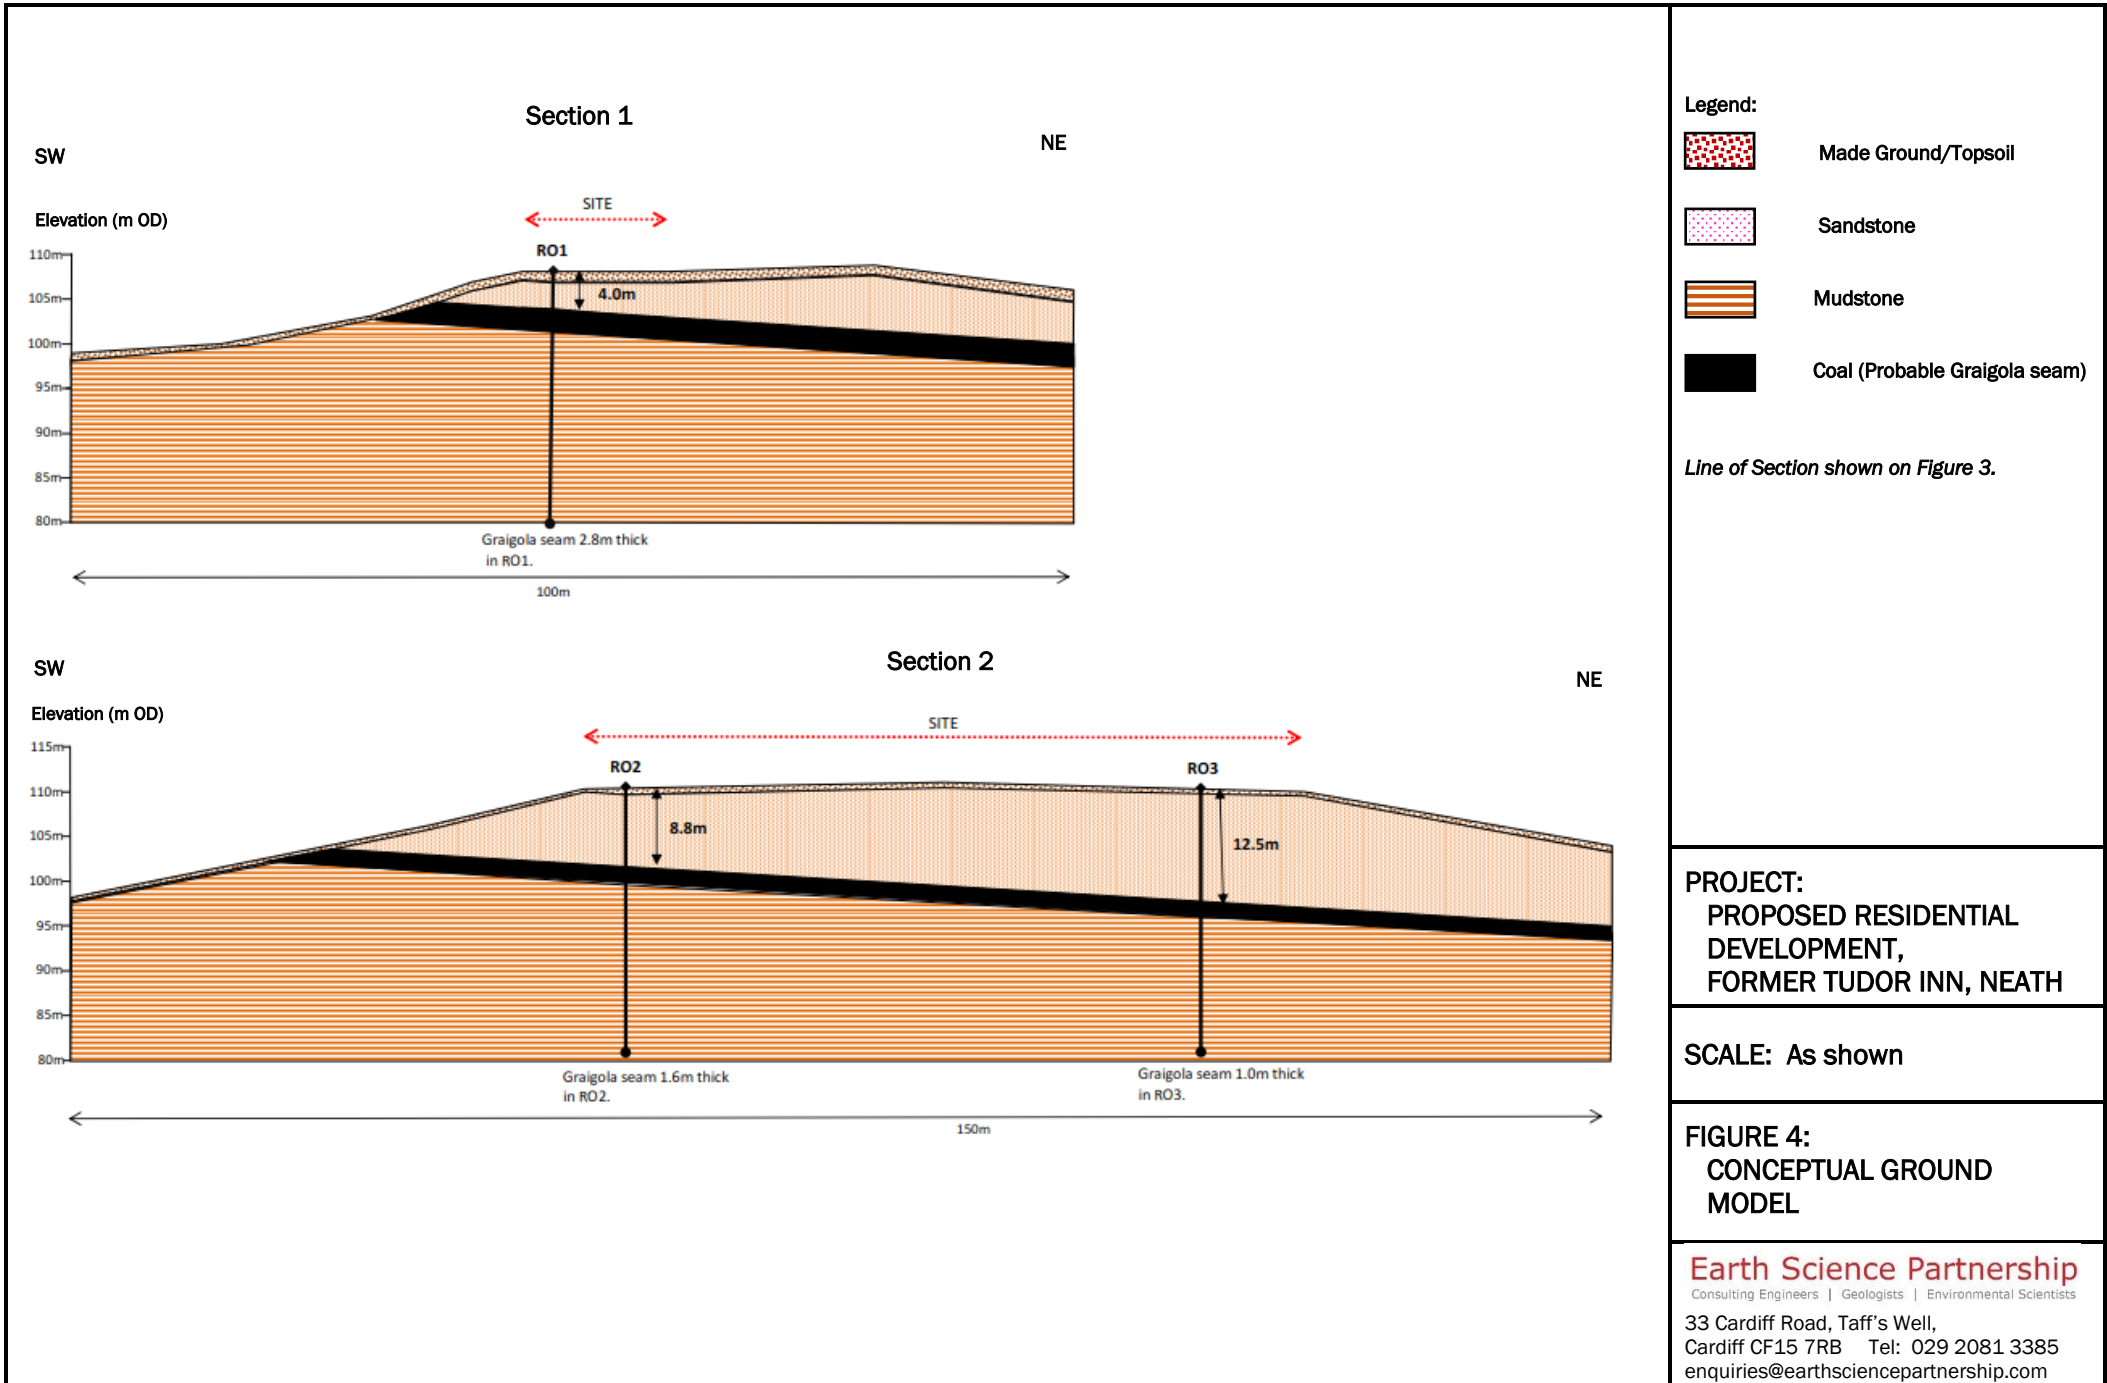 Section 1
SW
NE
Elevation (m OD)
SITE
RO1
110m
105m
100m
95m
90m
85m
80m
4.0m
Graigola seam 2.8m thick
in RO1.
100m
Section 2
SW
NE
Elevation (m OD)
SITE
RO2
RO3
115m
110m
105m
100m
95m
90m
85m
80m
8.8m
12.5m
Graigola seam 1.6m thick
in RO2.
Graigola seam 1.0m thick
in RO3.
150m
Legend:
Made Ground/Topsoil
Sandstone
Mudstone
Coal (Probable Graigola seam)
Line of Section shown on Figure 3.
PROJECT:
PROPOSED RESIDENTIAL
DEVELOPMENT,
FORMER TUDOR INN, NEATH
SCALE: As shown
FIGURE 4:
CONCEPTUAL GROUND
MODEL
Earth Science Partnership
Consulting Engineers | Geologists | Environmental Scientists
33 Cardiff Road, Taff's Well,
Cardiff CF15 7RB Tel: 029 2081 3385
enquiries@earthsciencepartnership.com